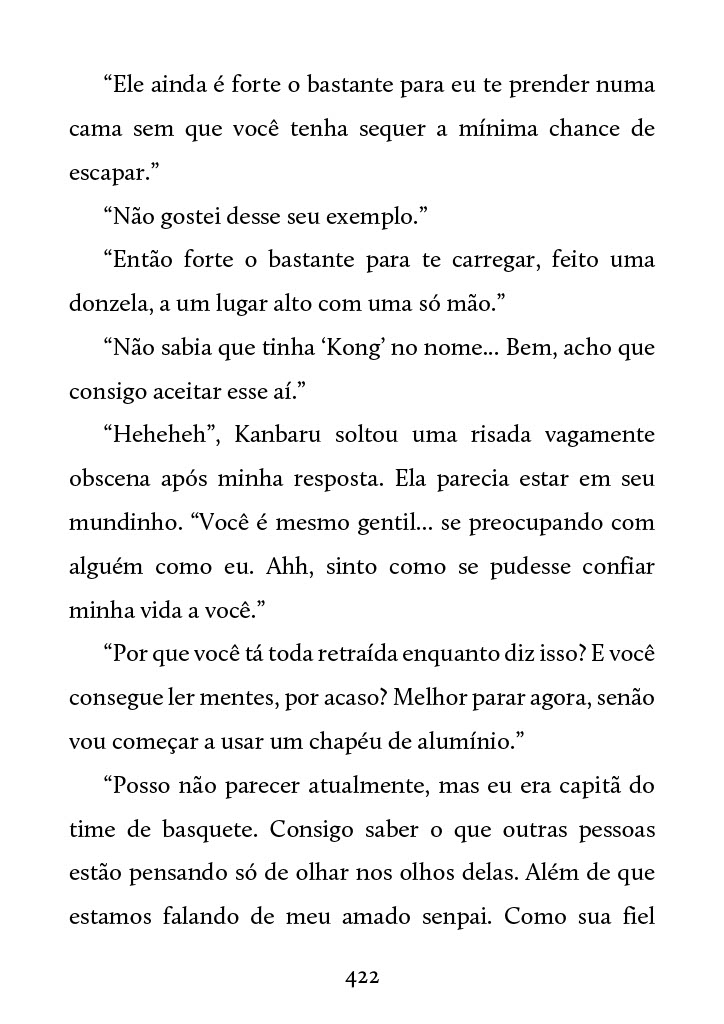 “Ele ainda é forte o bastante para eu te prender numa
cama sem que você tenha sequer a mínima chance de
escapar.”
“Não gostei desse seu exemplo.”
“Então forte o bastante para te carregar, feito uma
donzela, a um lugar alto com uma só mão.”
“Não sabia que tinha ‘Kong’ no nome... Bem, acho que
consigo aceitar esse aí.”
“Heheheh”, Kanbaru soltou uma risada vagamente
obscena após minha resposta. Ela parecia estar em seu
mundinho. “Você é mesmo gentil... se preocupando com
alguém como eu. Ahh, sinto como se pudesse confiar
minha vida a você.”
“Por que você tá toda retraída enquanto diz isso? E você
consegue ler mentes, por acaso? Melhor parar agora, senão
vou começar a usar um chapéu de alumínio.”
“Posso não parecer atualmente, mas eu era capitã do
time de basquete. Consigo saber o que outras pessoas
estão pensando só de olhar nos olhos delas. Além de que
estamos falando de meu amado senpai. Como sua fiel
422